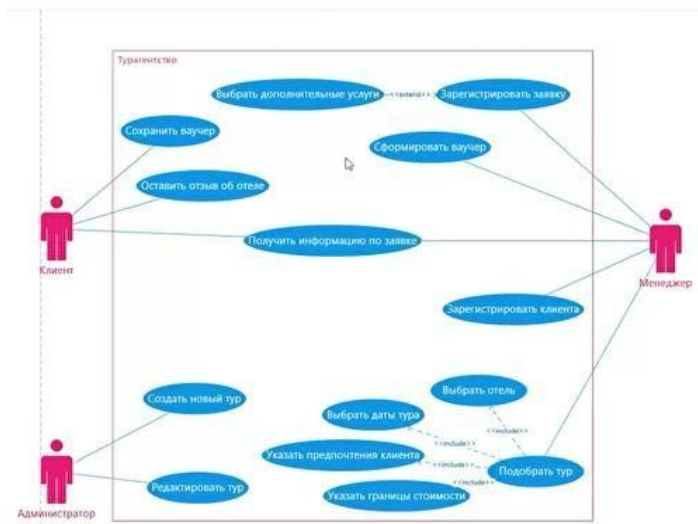 Турагентство
Выбрать дополнительные услуги
<<extend>>
Зарегистрировать заявку
Сохранить ваучер
Сформировать ваучер
Оставить отзыв об отеле
Получить информацию по заявке
Клиент
Менеджер
Зарегистрировать клиента
Выбрать отель
Создать новый тур
Выбрать даты тура
<<include>>
<<include>>
Указать предпочтения клиента
<<include>>
Подобрать тур
<<include>>
Редактировать тур
Указать границы стоимости
Администратор